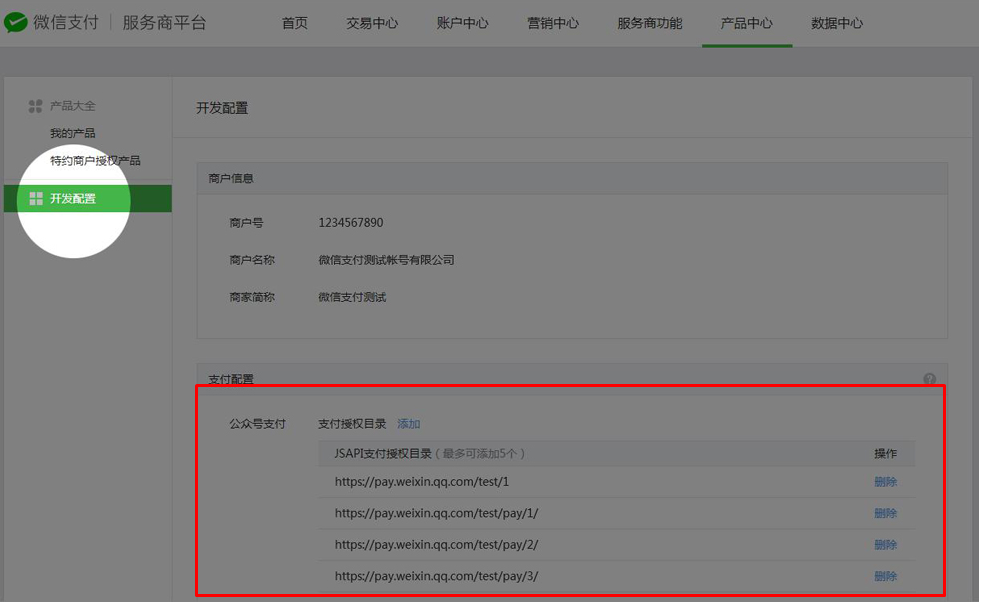 微信支付 服务商平台 首页 交易中心 账户中心 营销中心 服务商功能 产品中心 数据中心
产品大全
我的产品
特约商户授权产品
开发配置
开发配置
商户信息
商户号 1234567890
商户名称 微信支付测试帐号有限公司
商家简称 微信支付测试
支付配置 ?
公众号支付 支付授权目录 添加
JSAPI支付授权目录（最多可添加5个） 操作
https://pay.weixin.qq.com/test/1 删除
https://pay.weixin.qq.com/test/pay/1/ 删除
https://pay.weixin.qq.com/test/pay/2/ 删除
https://pay.weixin.qq.com/test/pay/3/ 删除